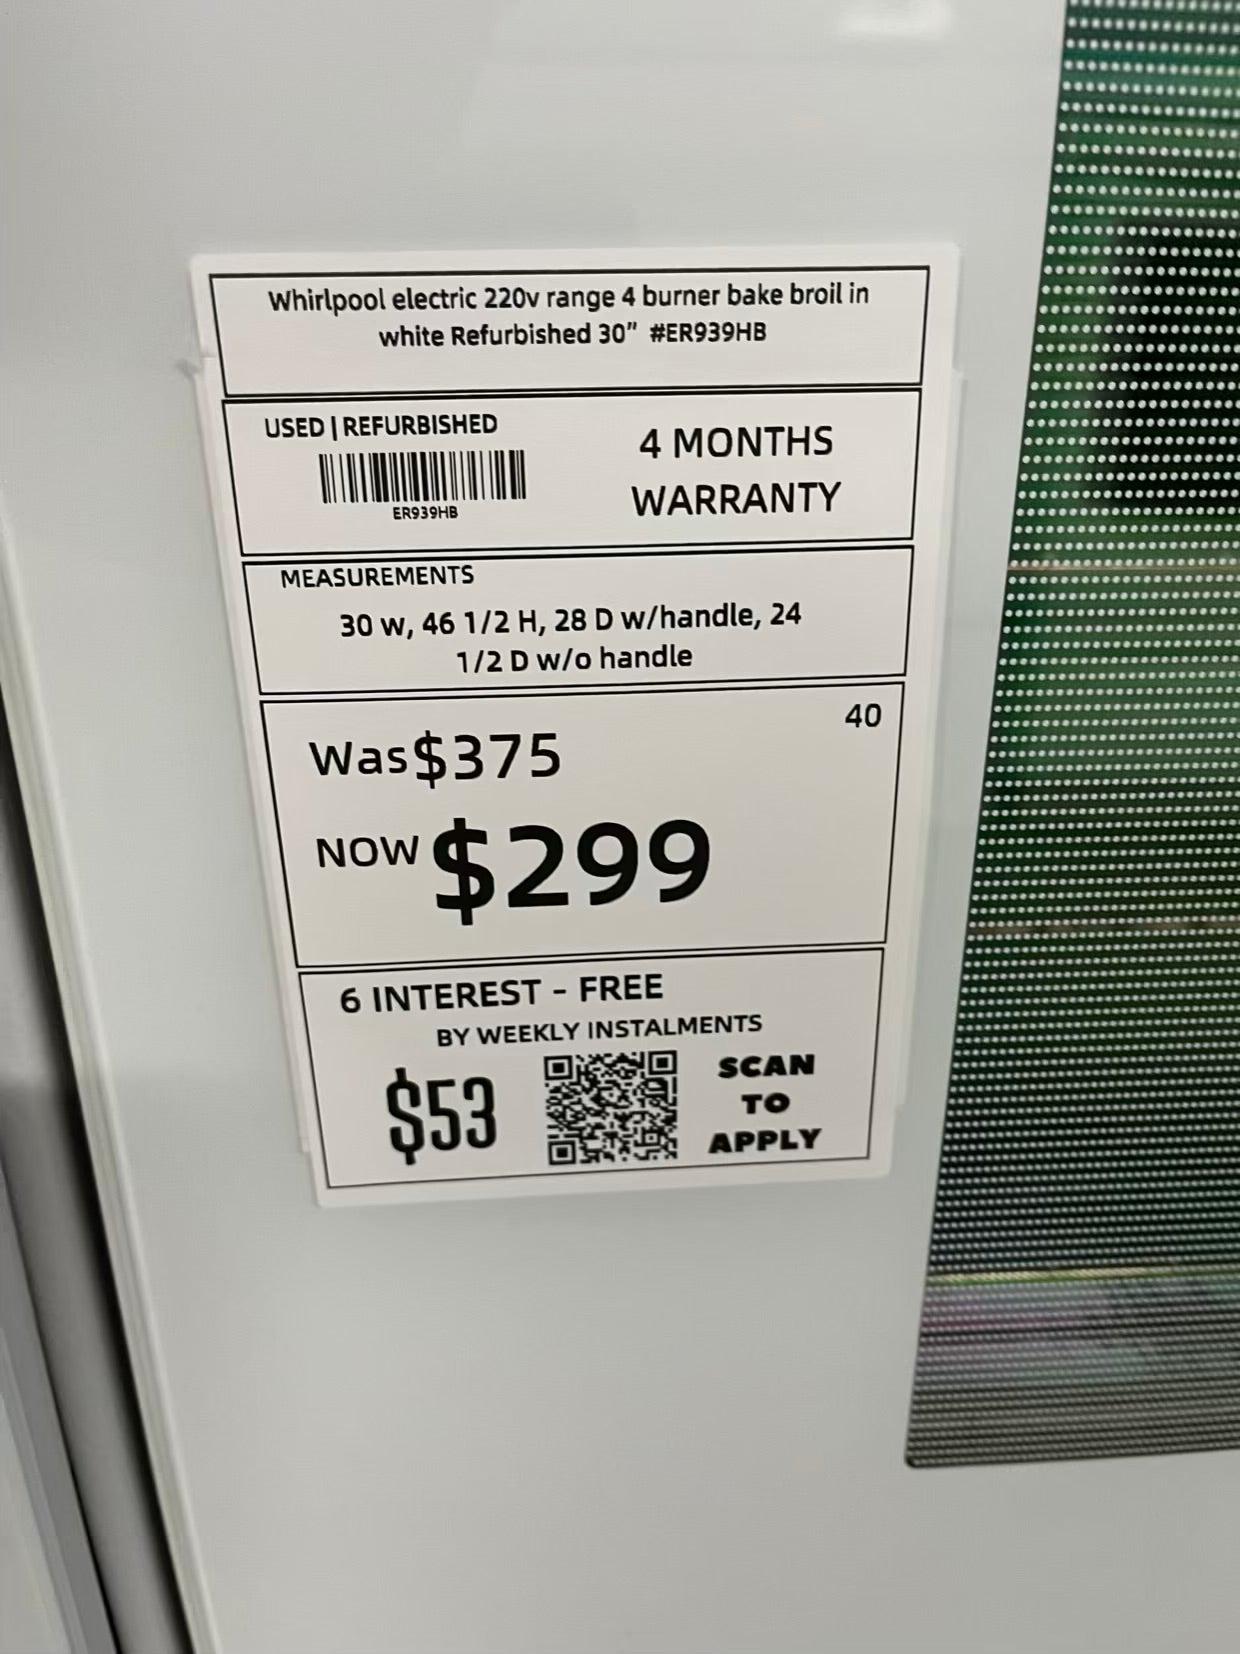 Whirlpool electric 220v range 4 burner bake broil in
white Refurbished 30” #ER939HB
USED | REFURBISHED
ER939HB
4 MONTHS
WARRANTY
MEASUREMENTS
30 w, 46 1/2 H, 28 D w/handle, 24
1/2 D w/o handle
40
Was $375
NOW $299
6 INTEREST - FREE
BY WEEKLY INSTALMENTS
$53
SCAN
TO
APPLY